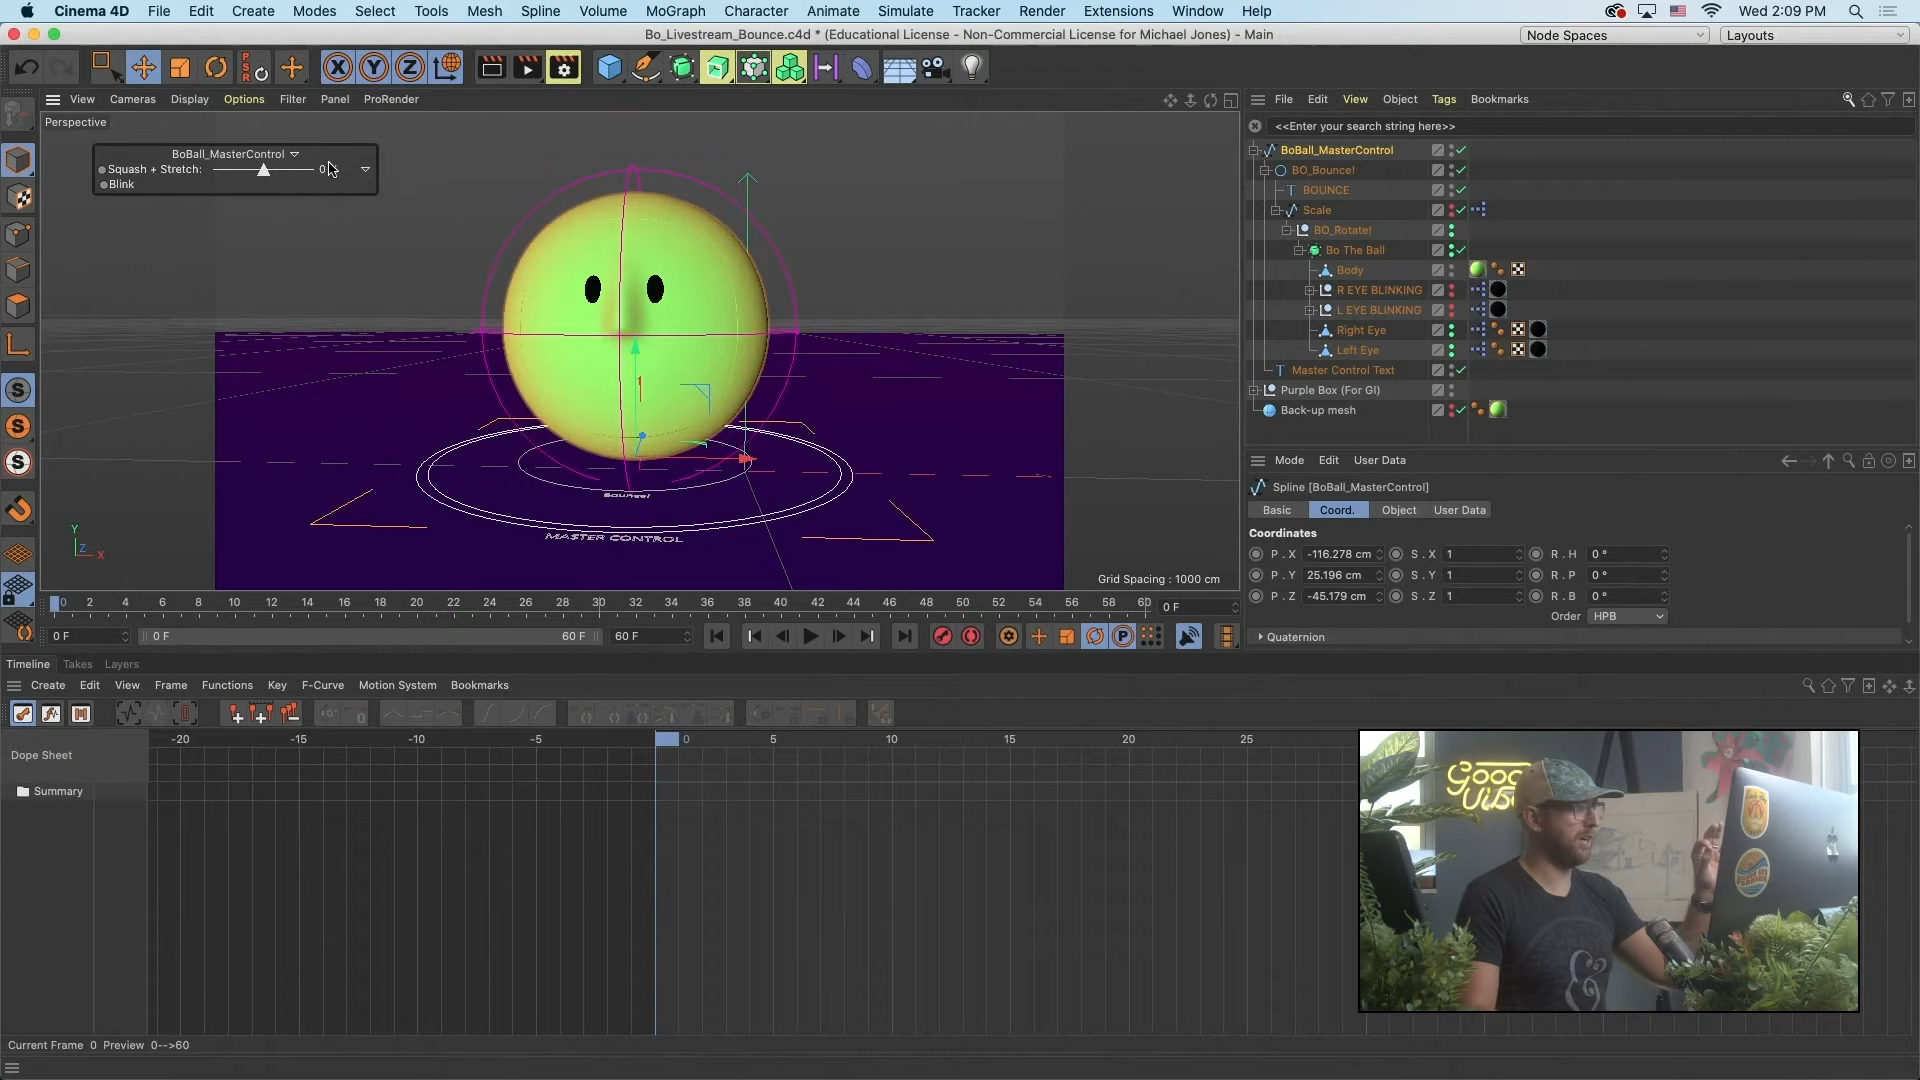 Cinema 4D File Edit Create Modes Select Tools Mesh Spline Volume MoGraph Character Animate Simulate Tracker Render Extensions Window Help Wed 2:09 PM
Bo_Livestream_Bounce.c4d * (Educational License - Non-Commercial License for Michael Jones) - Main
Node Spaces Layouts
PSR X Y Z
View Cameras Display Options Filter Panel ProRender
File Edit View Object Tags Bookmarks
Perspective
<<Enter your search string here>>
BoBall_MasterControl
Squash + Stretch: 0
Blink
BoBall_MasterControl
BO_Bounce!
BOUNCE
Scale
BO_Rotate!
Bo The Ball
Body
R EYE BLINKING
L EYE BLINKING
Right Eye
Left Eye
Master Control Text
Purple Box (For GI)
Back-up mesh
Bounce!
MASTER CONTROL
Y
Z X
Grid Spacing : 1000 cm
Mode Edit User Data
Spline [BoBall_MasterControl]
Basic Coord. Object User Data
Coordinates
P . X -116.278 cm S . X 1 R . H 0 °
P . Y 25.196 cm S . Y 1 R . P 0 °
P . Z -45.179 cm S . Z 1 R . B 0 °
Order HPB
Quaternion
0 2 4 6 8 10 12 14 16 18 20 22 24 26 28 30 32 34 36 38 40 42 44 46 48 50 52 54 56 58 60 0 F
0 F 0 F 60 F 60 F
Timeline Takes Layers
Create Edit View Frame Functions Key F-Curve Motion System Bookmarks
-20 -15 -10 -5 0 5 10 15 20 25
Dope Sheet
Summary
Good
Current Frame 0 Preview 0-->60